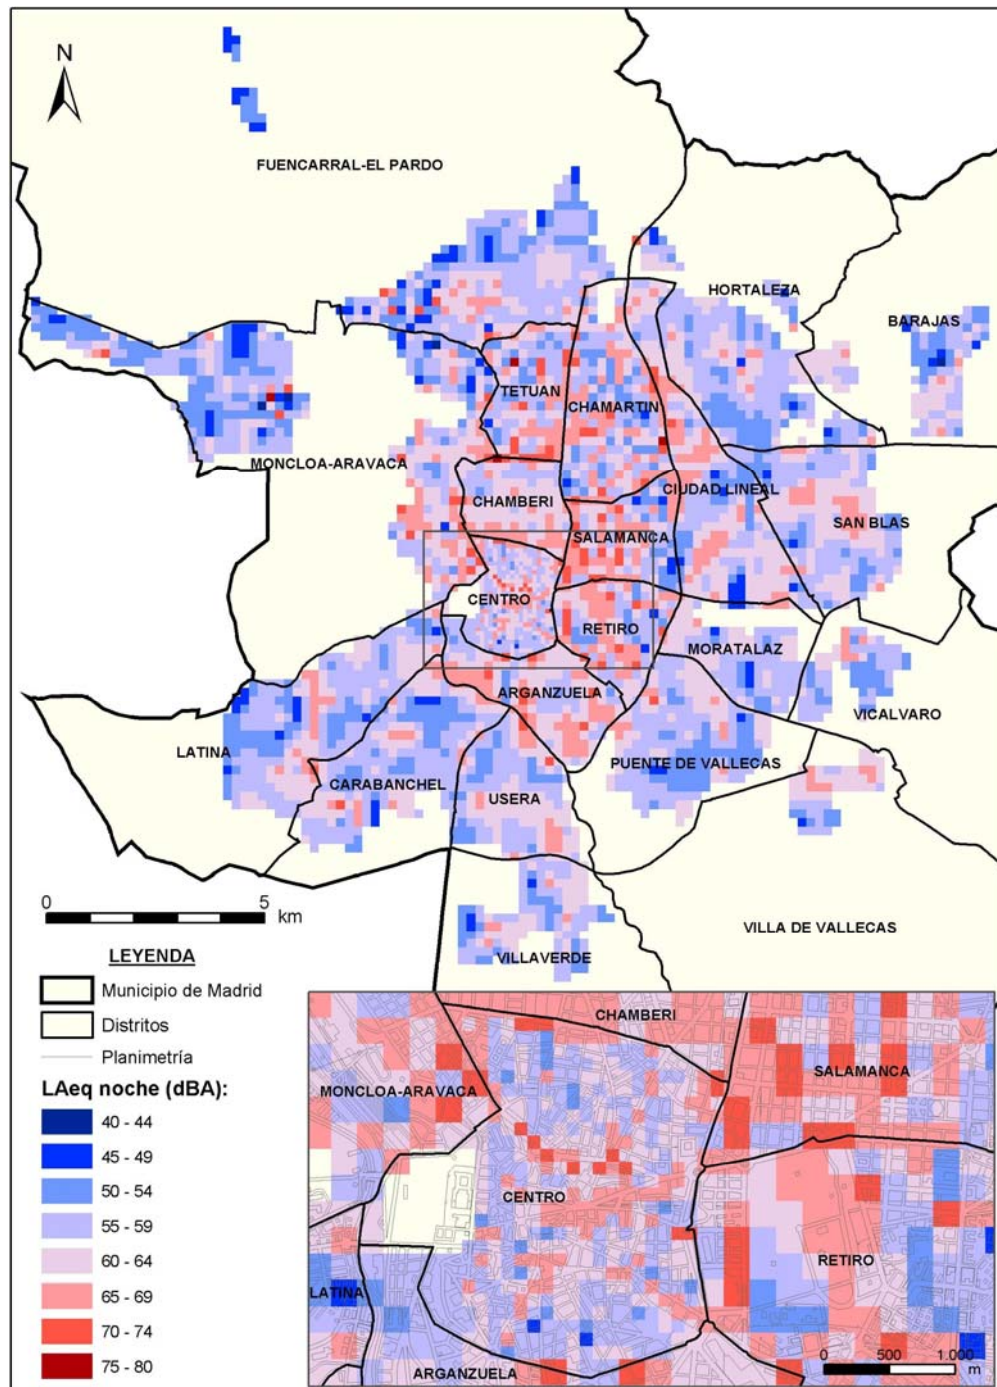 N
FUENCARRAL-EL PARDO
HORTALEZA
BARAJAS
TETUAN
CHAMARTIN
MONCLOA-ARAVACA
CHAMBERI
CIUDAD LINEAL
SAN BLAS
SALAMANCA
CENTRO
RETIRO
MORATALAZ
ARGANZUELA
VICALVARO
LATINA
PUENTE DE VALLECAS
CARABANCHEL
USERA
0 5
km
VILLA DE VALLECAS
VILLAVERDE
LEYENDA
Municipio de Madrid
Distritos
Planimetría
LAeq noche (dBA):
40 - 44
45 - 49
50 - 54
55 - 59
60 - 64
65 - 69
70 - 74
75 - 80
CHAMBERI
MONCLOA-ARAVACA
SALAMANCA
CENTRO
RETIRO
LATINA
ARGANZUELA
0 500 1.000
m